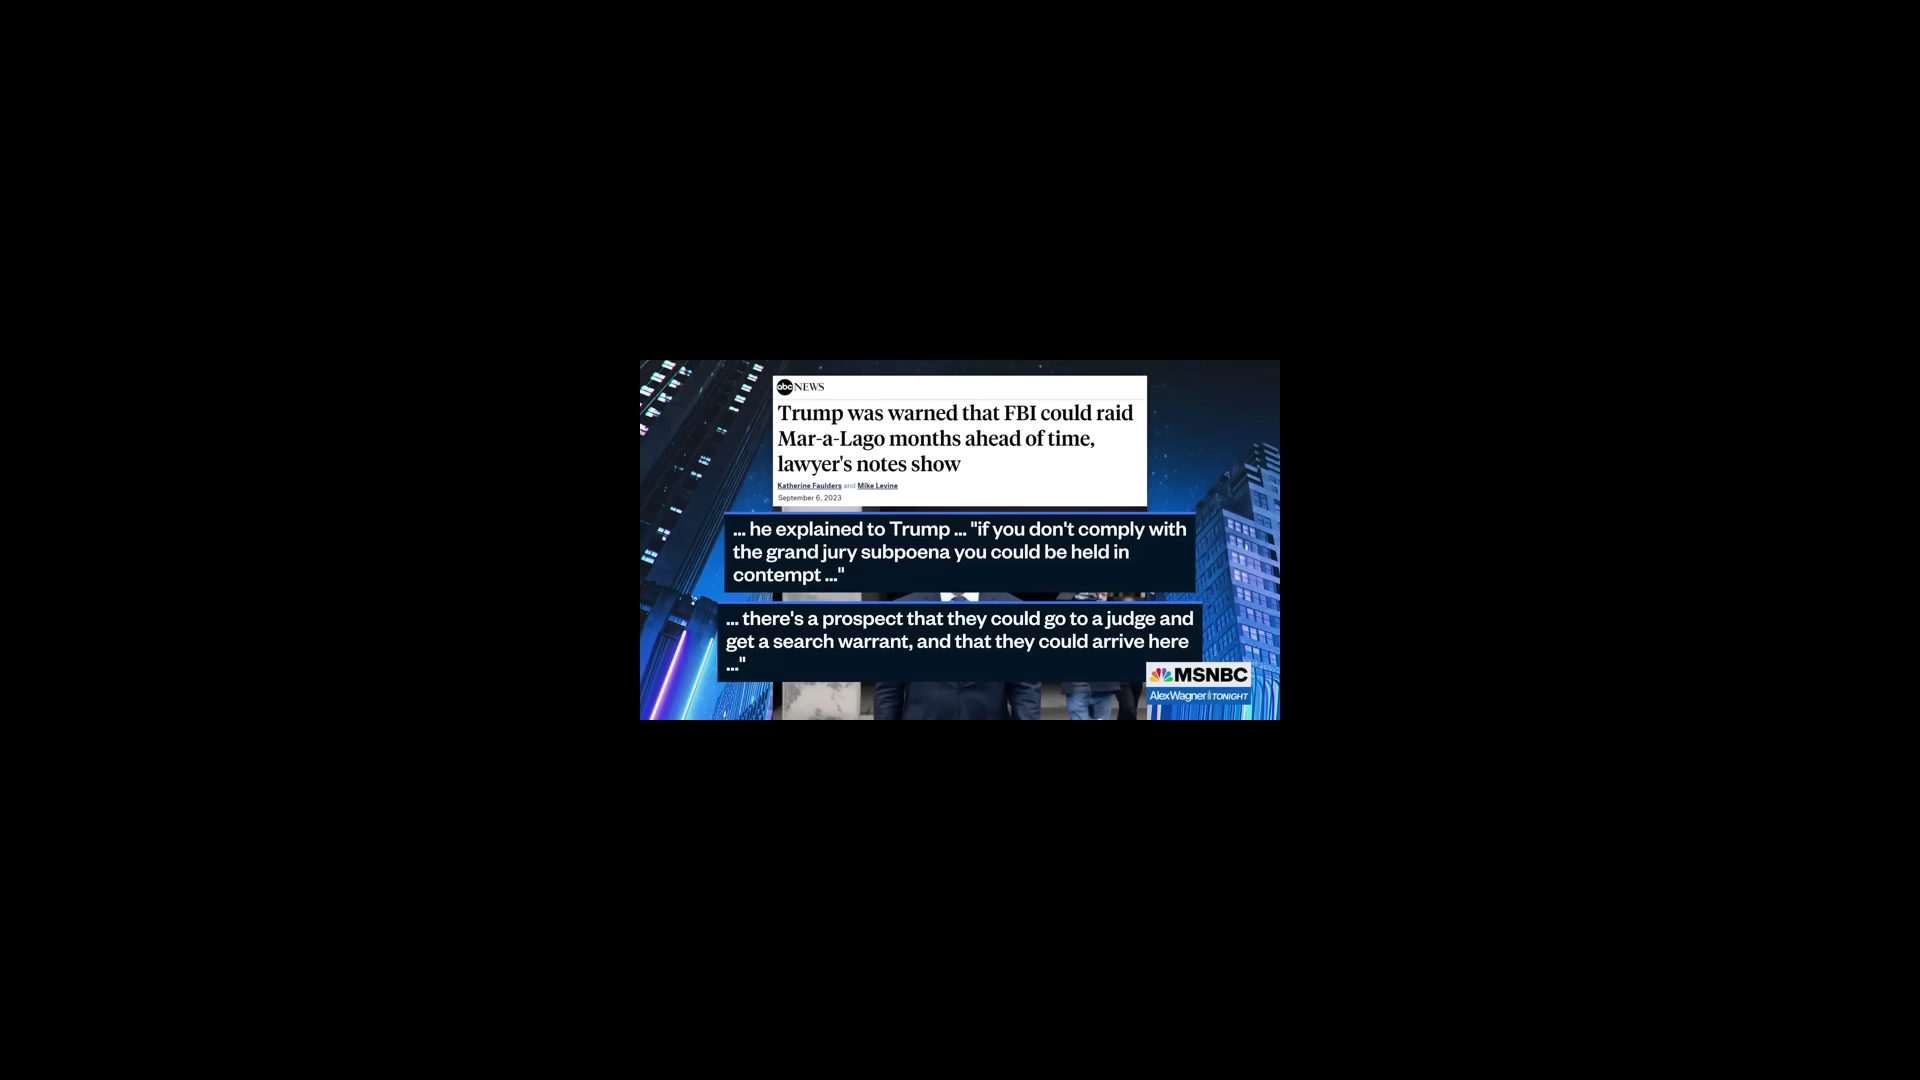 abc NEWS
Trump was warned that FBI could raid
Mar-a-Lago months ahead of time,
lawyer's notes show
Katherine Faulders and Mike Levine
September 6, 2023
... he explained to Trump ... "if you don't comply with
the grand jury subpoena you could be held in
contempt ..."
... there's a prospect that they could go to a judge and
get a search warrant, and that they could arrive here
..."
MSNBC
AlexWagner TONIGHT